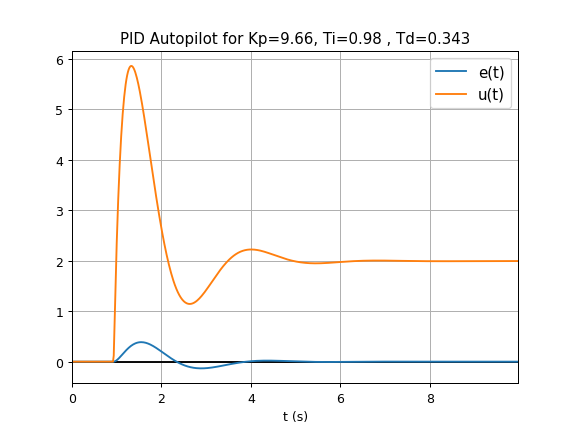 PID Autopilot for Kp=9.66, Ti=0.98 , Td=0.343
6
5
4
3
2
1
0
e(t)
u(t)
0 2 4 6 8
t (s)